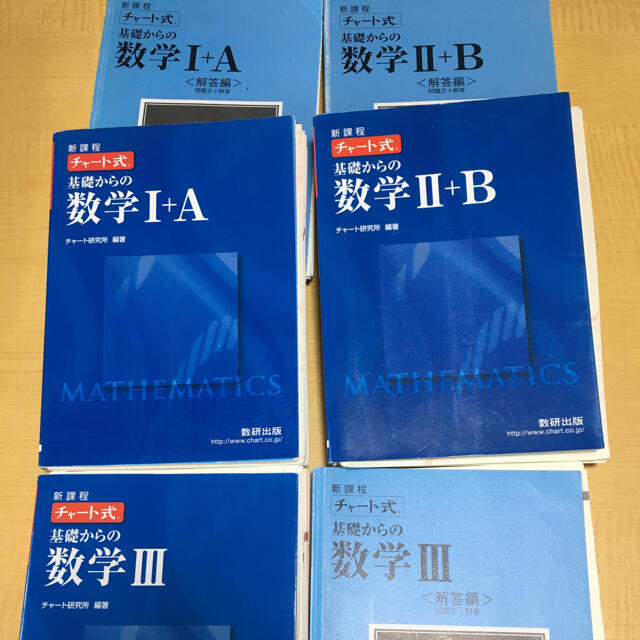 新課程
チャート式
基礎からの
数学I+A
<解答編>
問題文+解答
新課程
チャート式
基礎からの
数学II+B
<解答編>
問題文+解答
新課程
チャート式
基礎からの
数学I+A
チャート研究所 編著
MATHEMATICS
数研出版
http://www.chart.co.jp/
新課程
チャート式
基礎からの
数学II+B
チャート研究所 編著
MATHEMATICS
数研出版
http://www.chart.co.jp/
新課程
チャート式
基礎からの
数学III
チャート研究所 編著
新課程
チャート式
基礎からの
数学III
<解答編>
問題文+解答